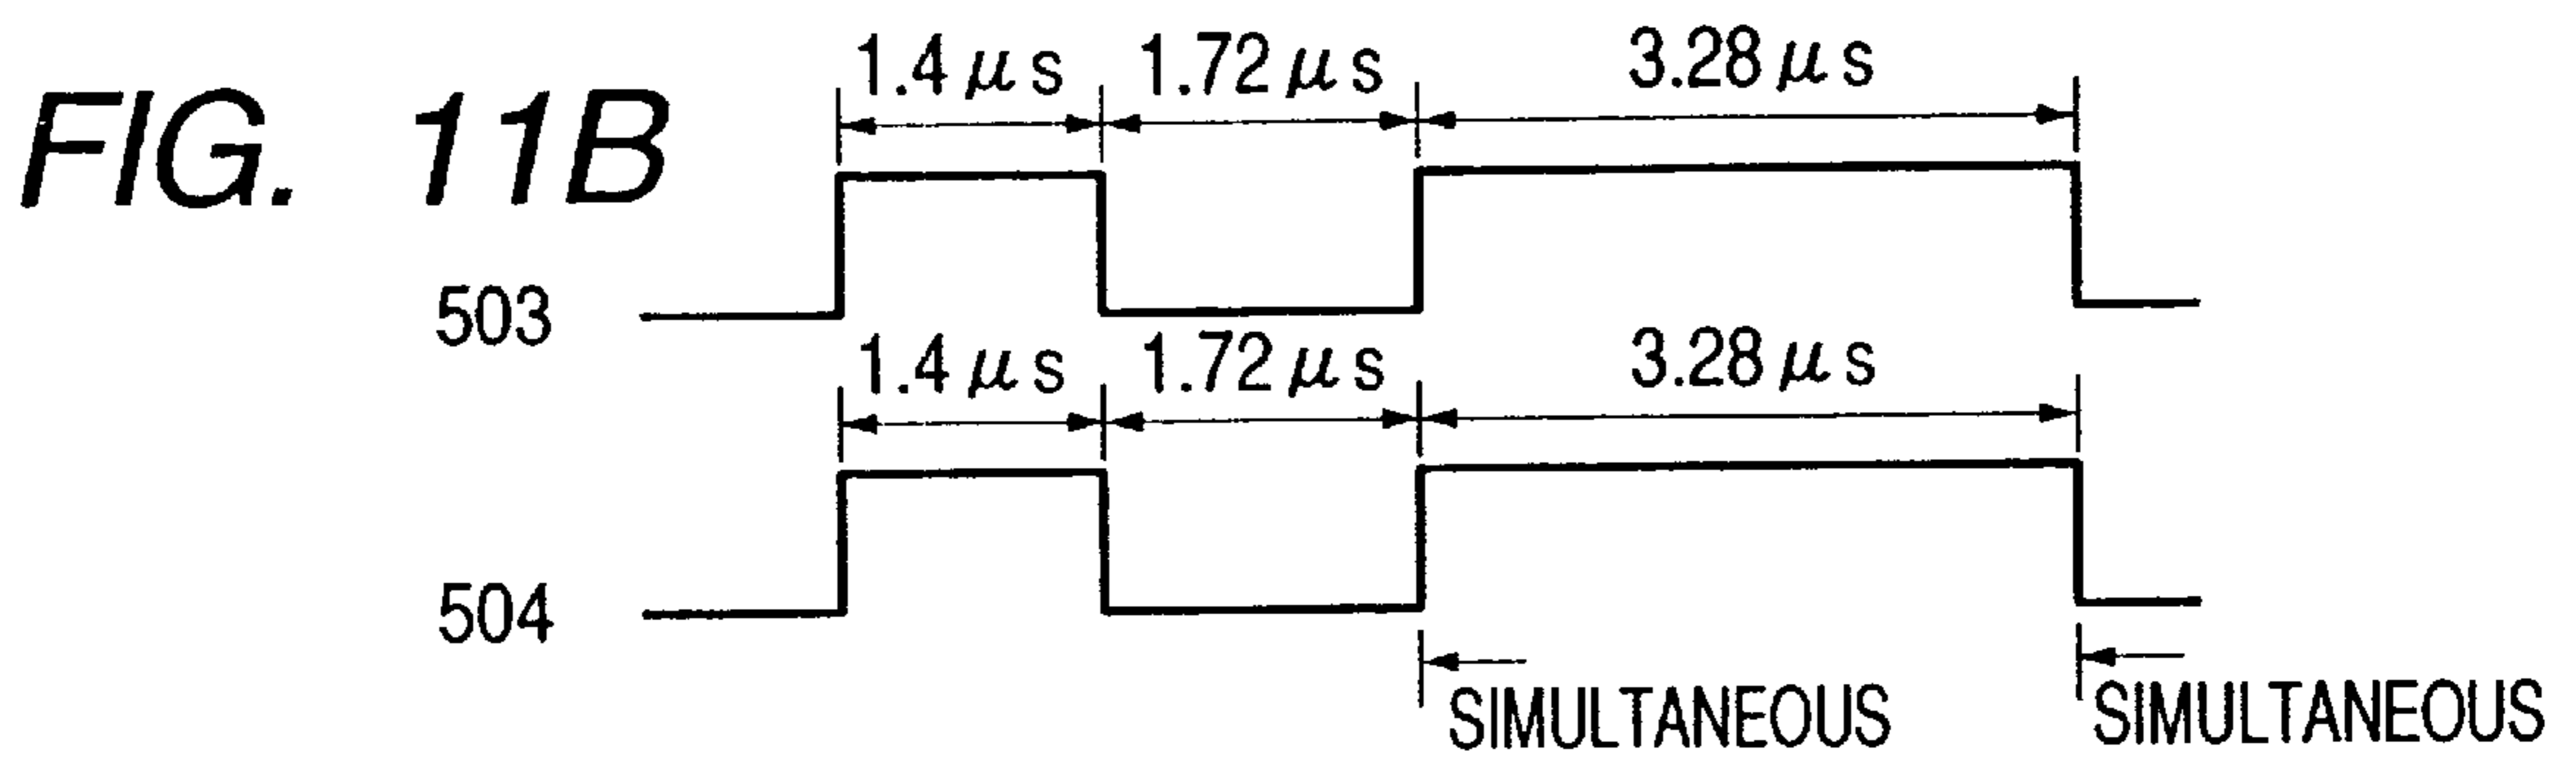 FIG. 11B
1.4 μs 1.72 μs 3.28 μs
503
1.4 μs 1.72 μs 3.28 μs
504
SIMULTANEOUS SIMULTANEOUS